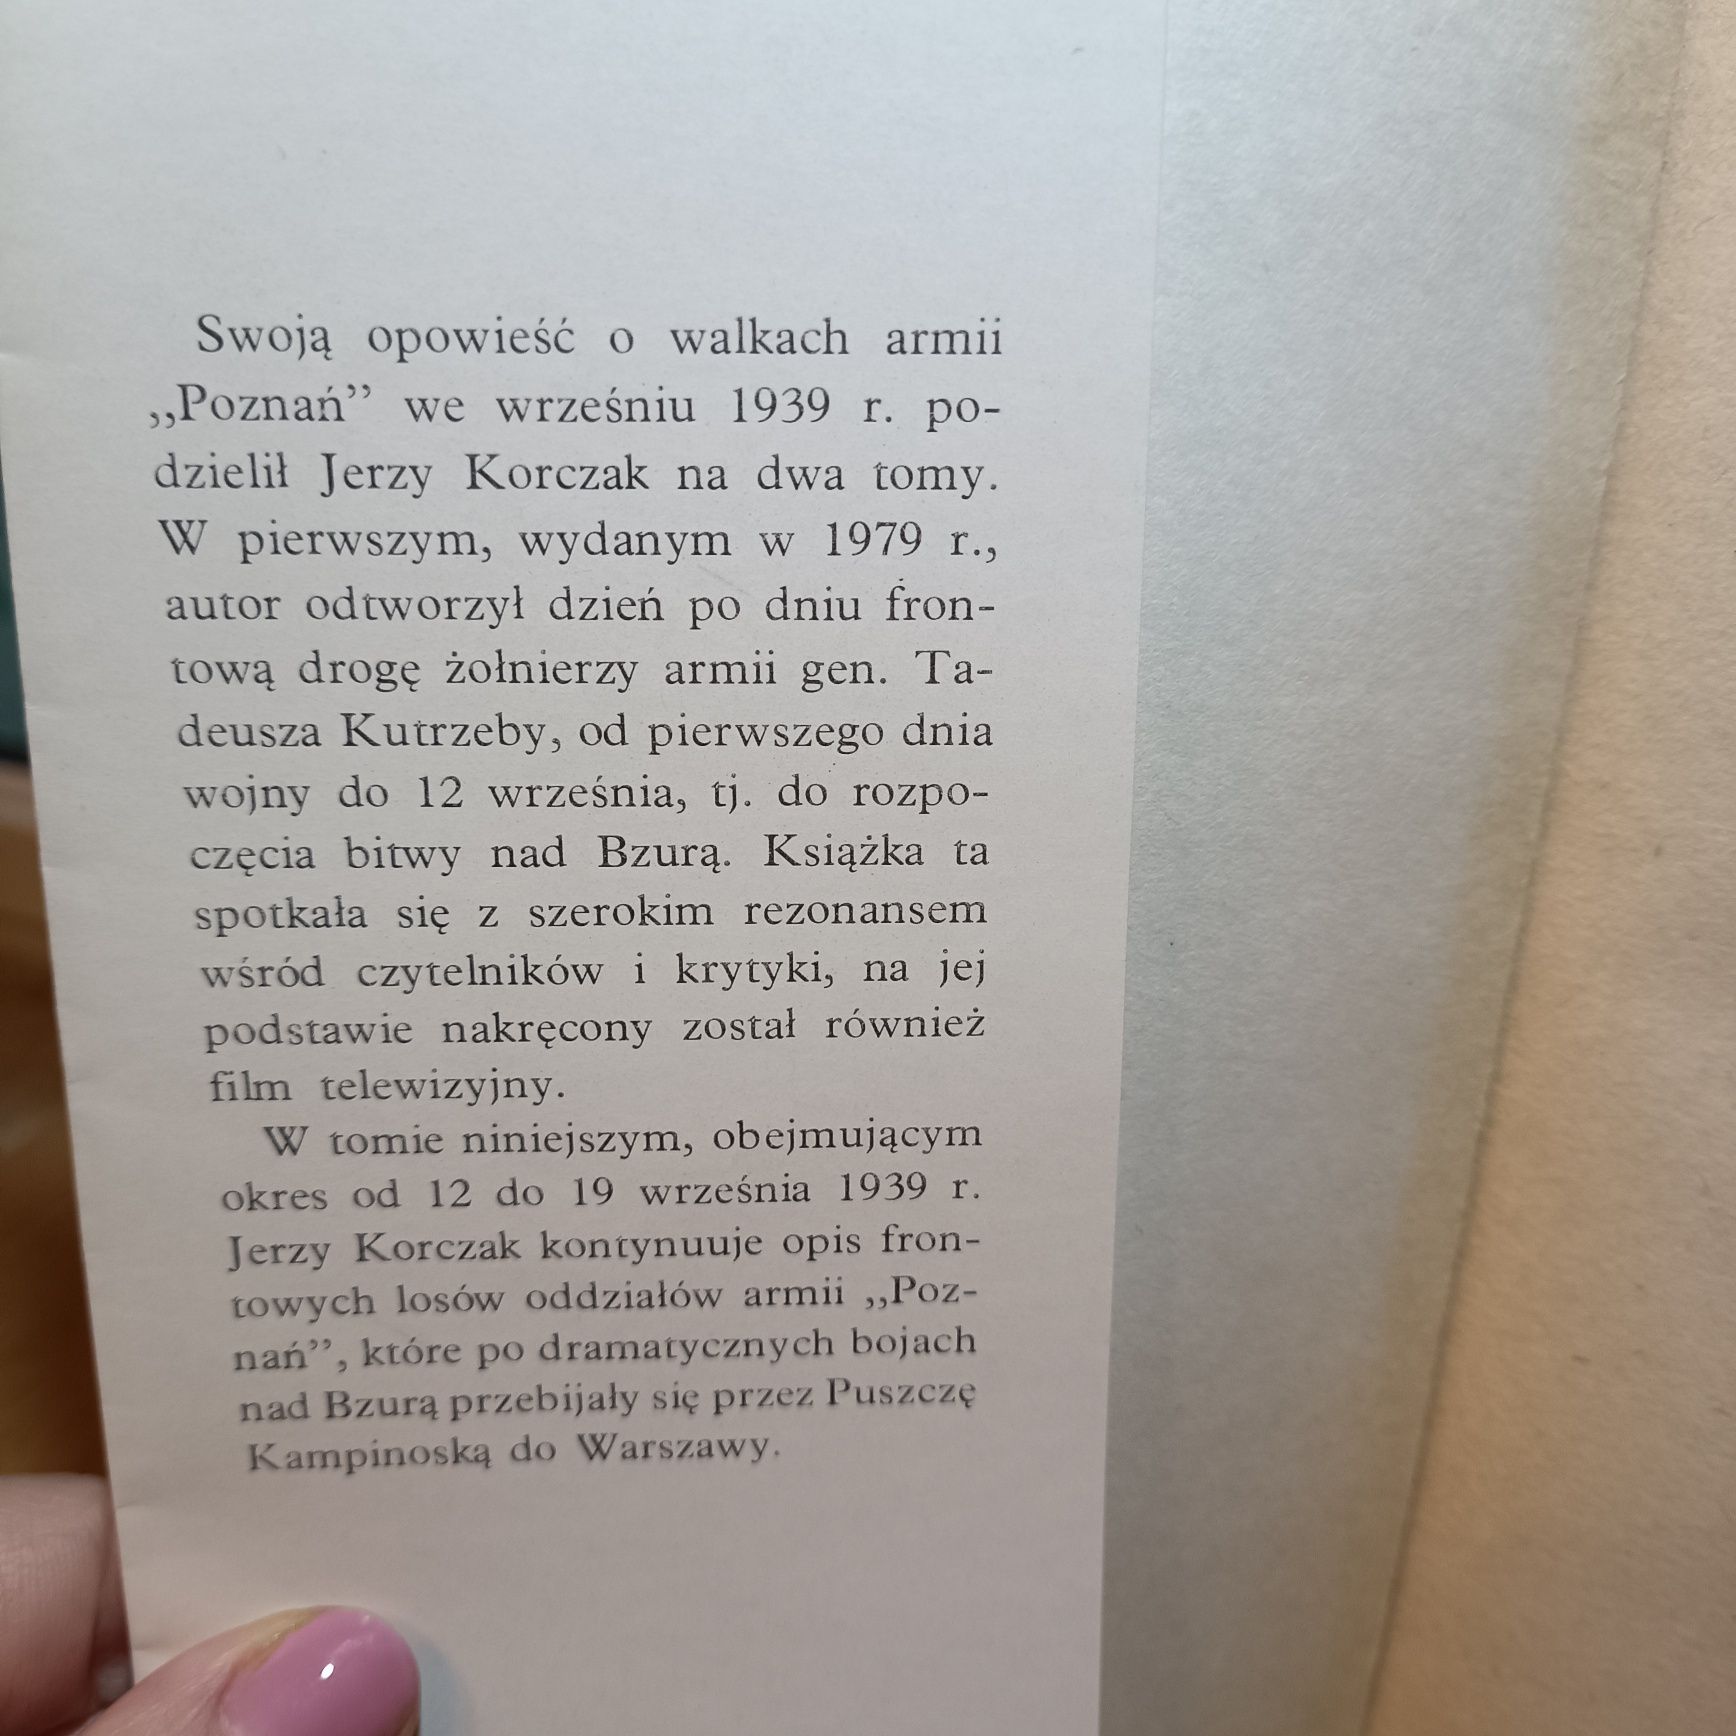 Swoją opowieść o walkach armii
„Poznań” we wrześniu 1939 r. po-
dzielił Jerzy Korczak na dwa tomy.
W pierwszym, wydanym w 1979 r.,
autor odtworzył dzień po dniu fron-
tową drogę żołnierzy armii gen. Ta-
deusza Kutrzeby, od pierwszego dnia
wojny do 12 września, tj. do rozpo-
częcia bitwy nad Bzurą. Książka ta
spotkała się z szerokim rezonansem
wśród czytelników i krytyki, na jej
podstawie nakręcony został również
film telewizyjny.
W tomie niniejszym, obejmującym
okres od 12 do 19 września 1939 r.
Jerzy Korczak kontynuuje opis fron-
towych losów oddziałów armii „Poz-
nań”, które po dramatycznych bojach
nad Bzurą przebijały się przez Puszczę
Kampinoską do Warszawy.